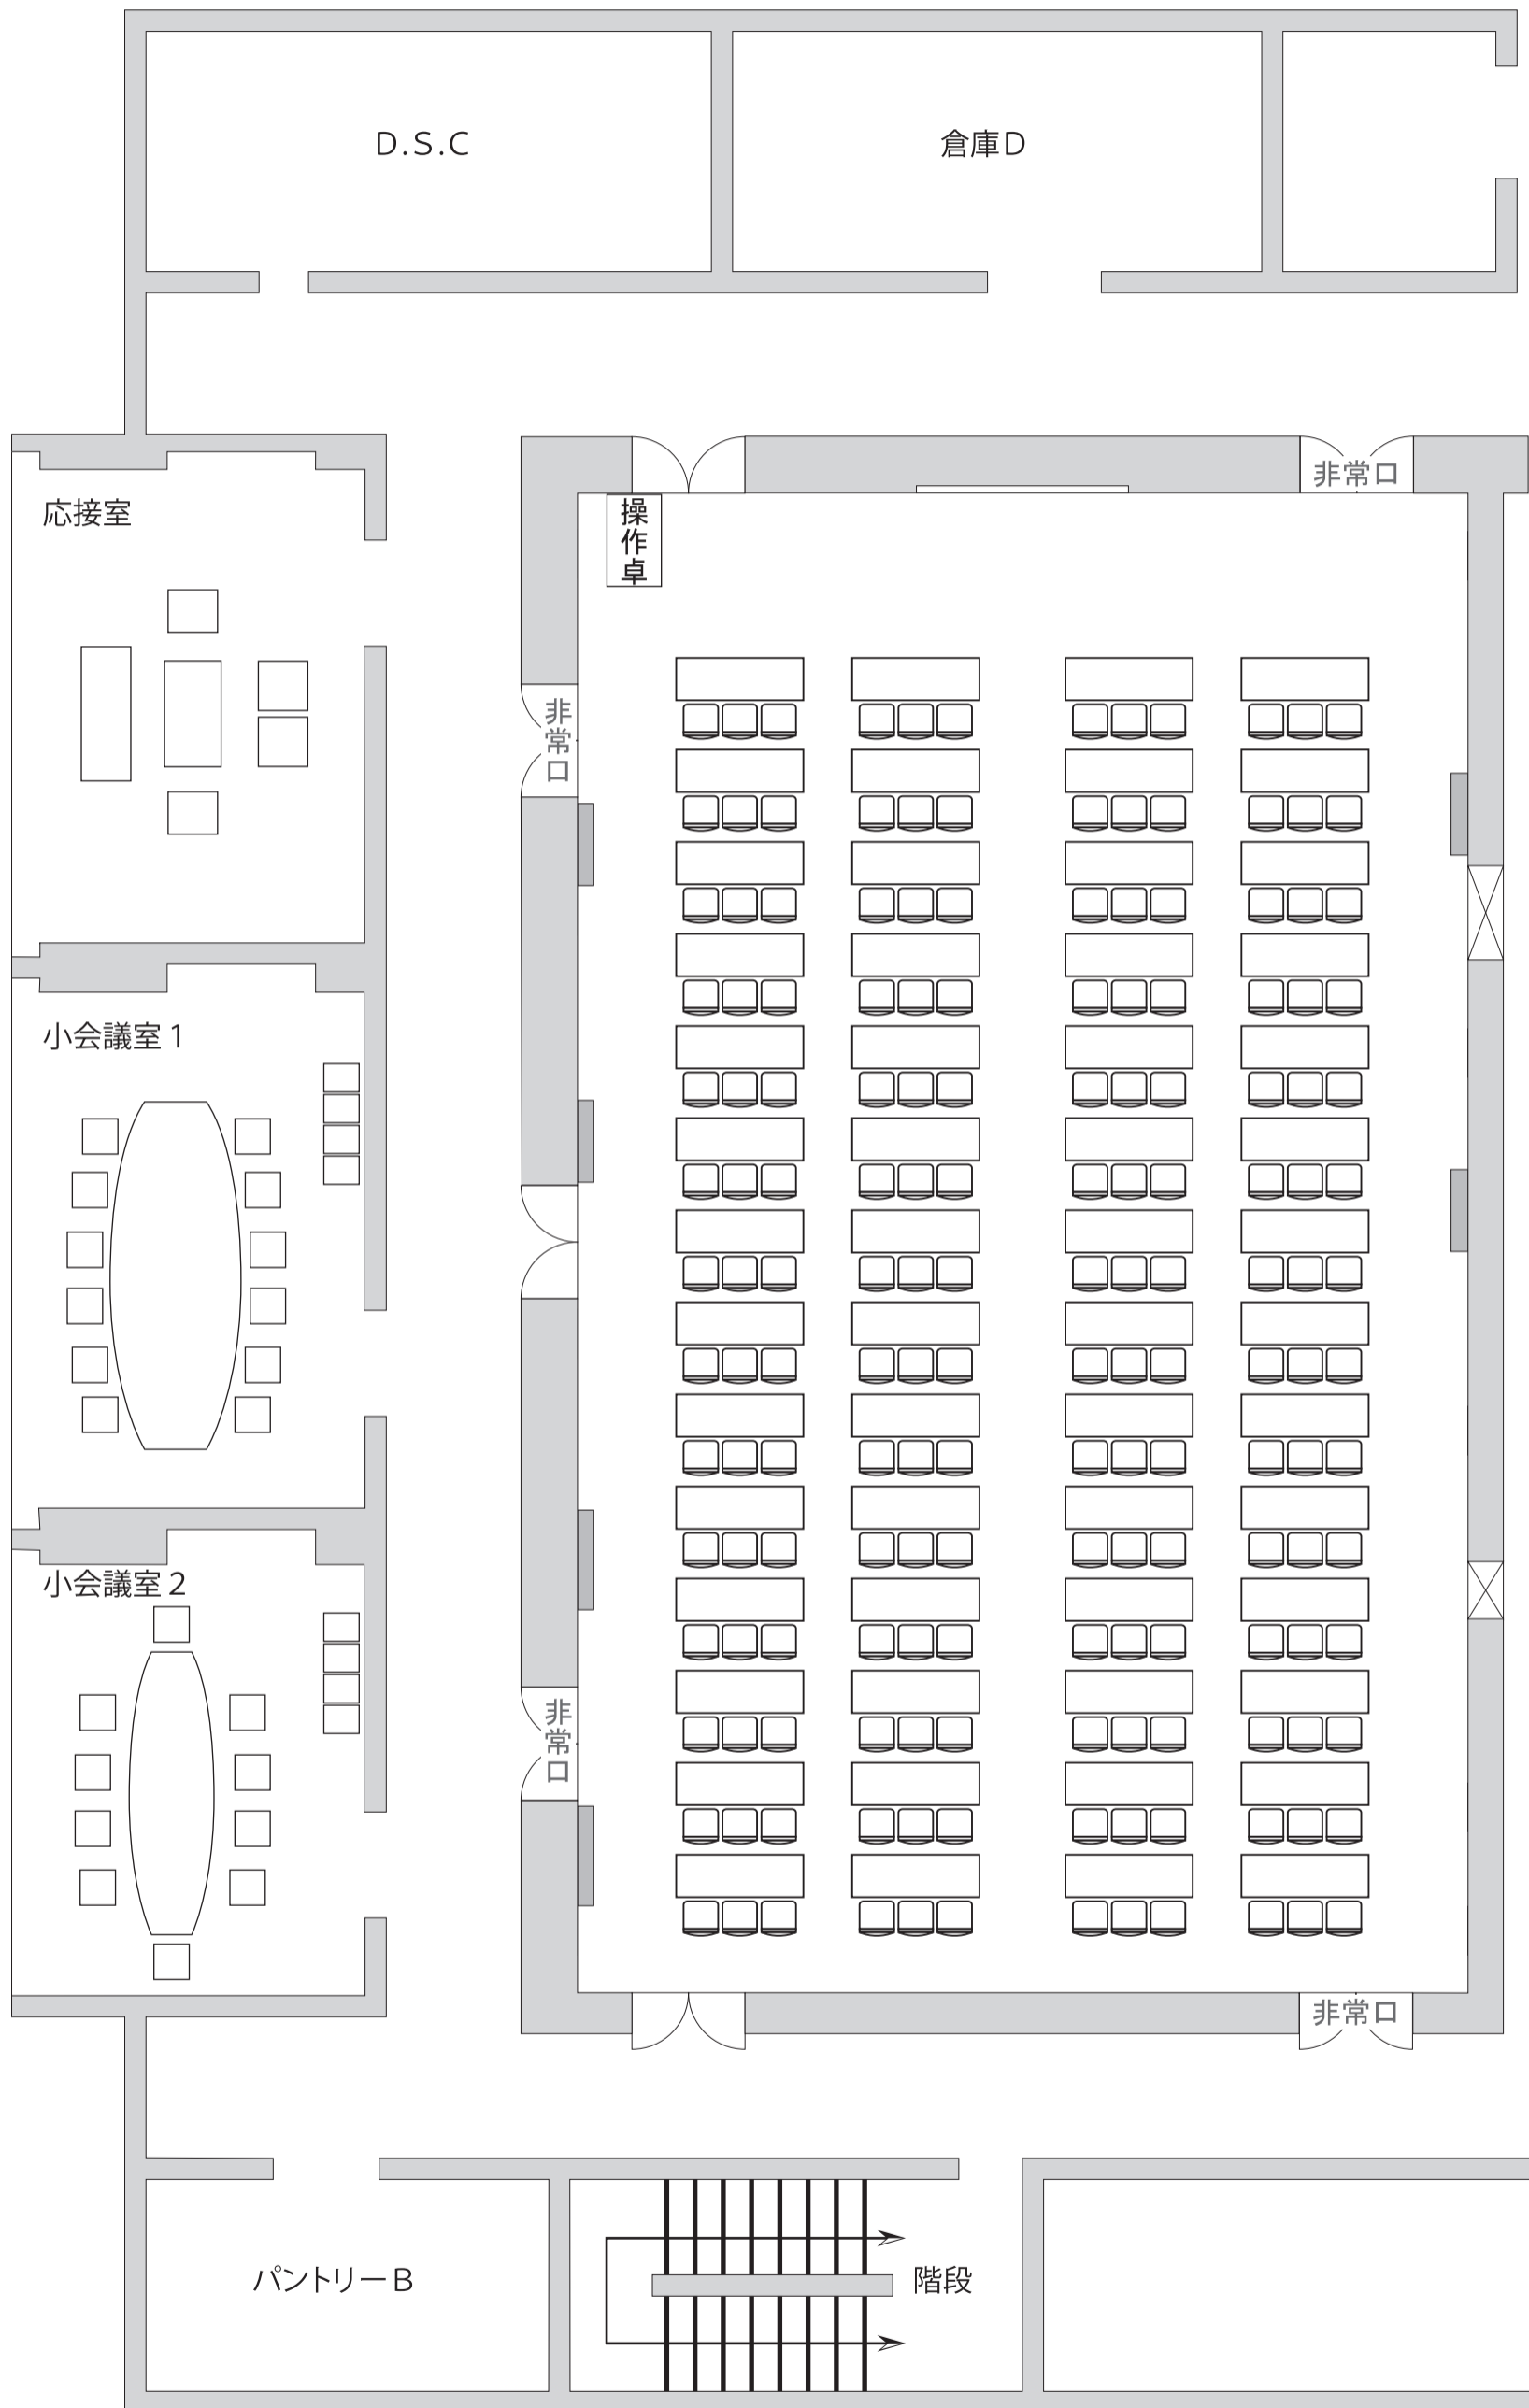 D.S.C
倉庫D
応接室
非常口
操作卓
非常口
小会議室 1
小会議室 2
非常口
非常口
パントリーB
階段